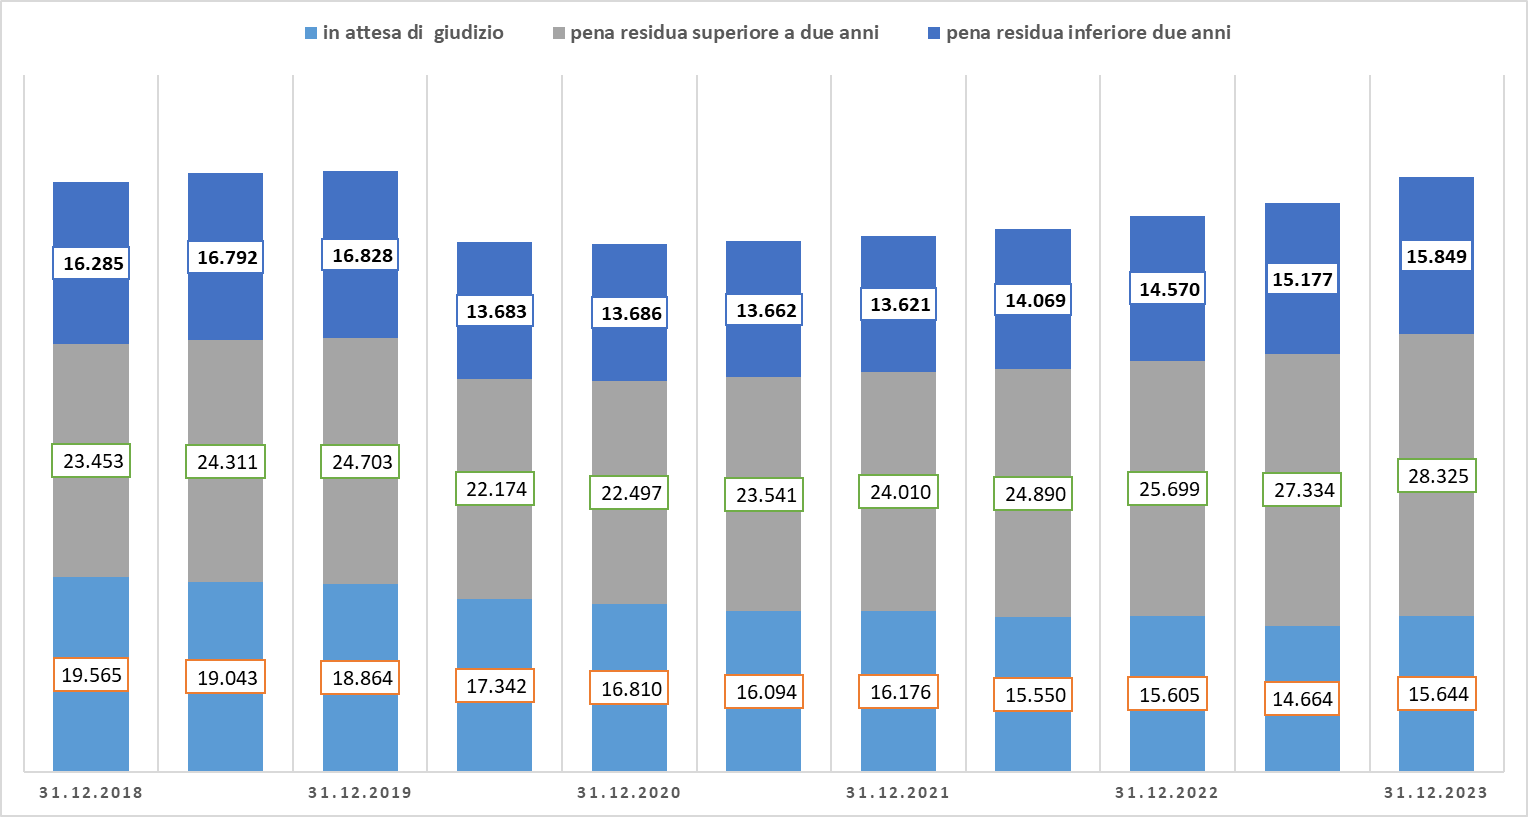 in attesa di  giudizio pena residua superiore a due anni pena residua inferiore due anni
16.285 16.792 16.828 13.683 13.686 13.662 13.621 14.069 14.570 15.177 15.849
23.453 24.311 24.703 22.174 22.497 23.541 24.010 24.890 25.699 27.334 28.325
19.565 19.043 18.864 17.342 16.810 16.094 16.176 15.550 15.605 14.664 15.644
31.12.2018 31.12.2019 31.12.2020 31.12.2021 31.12.2022 31.12.2023